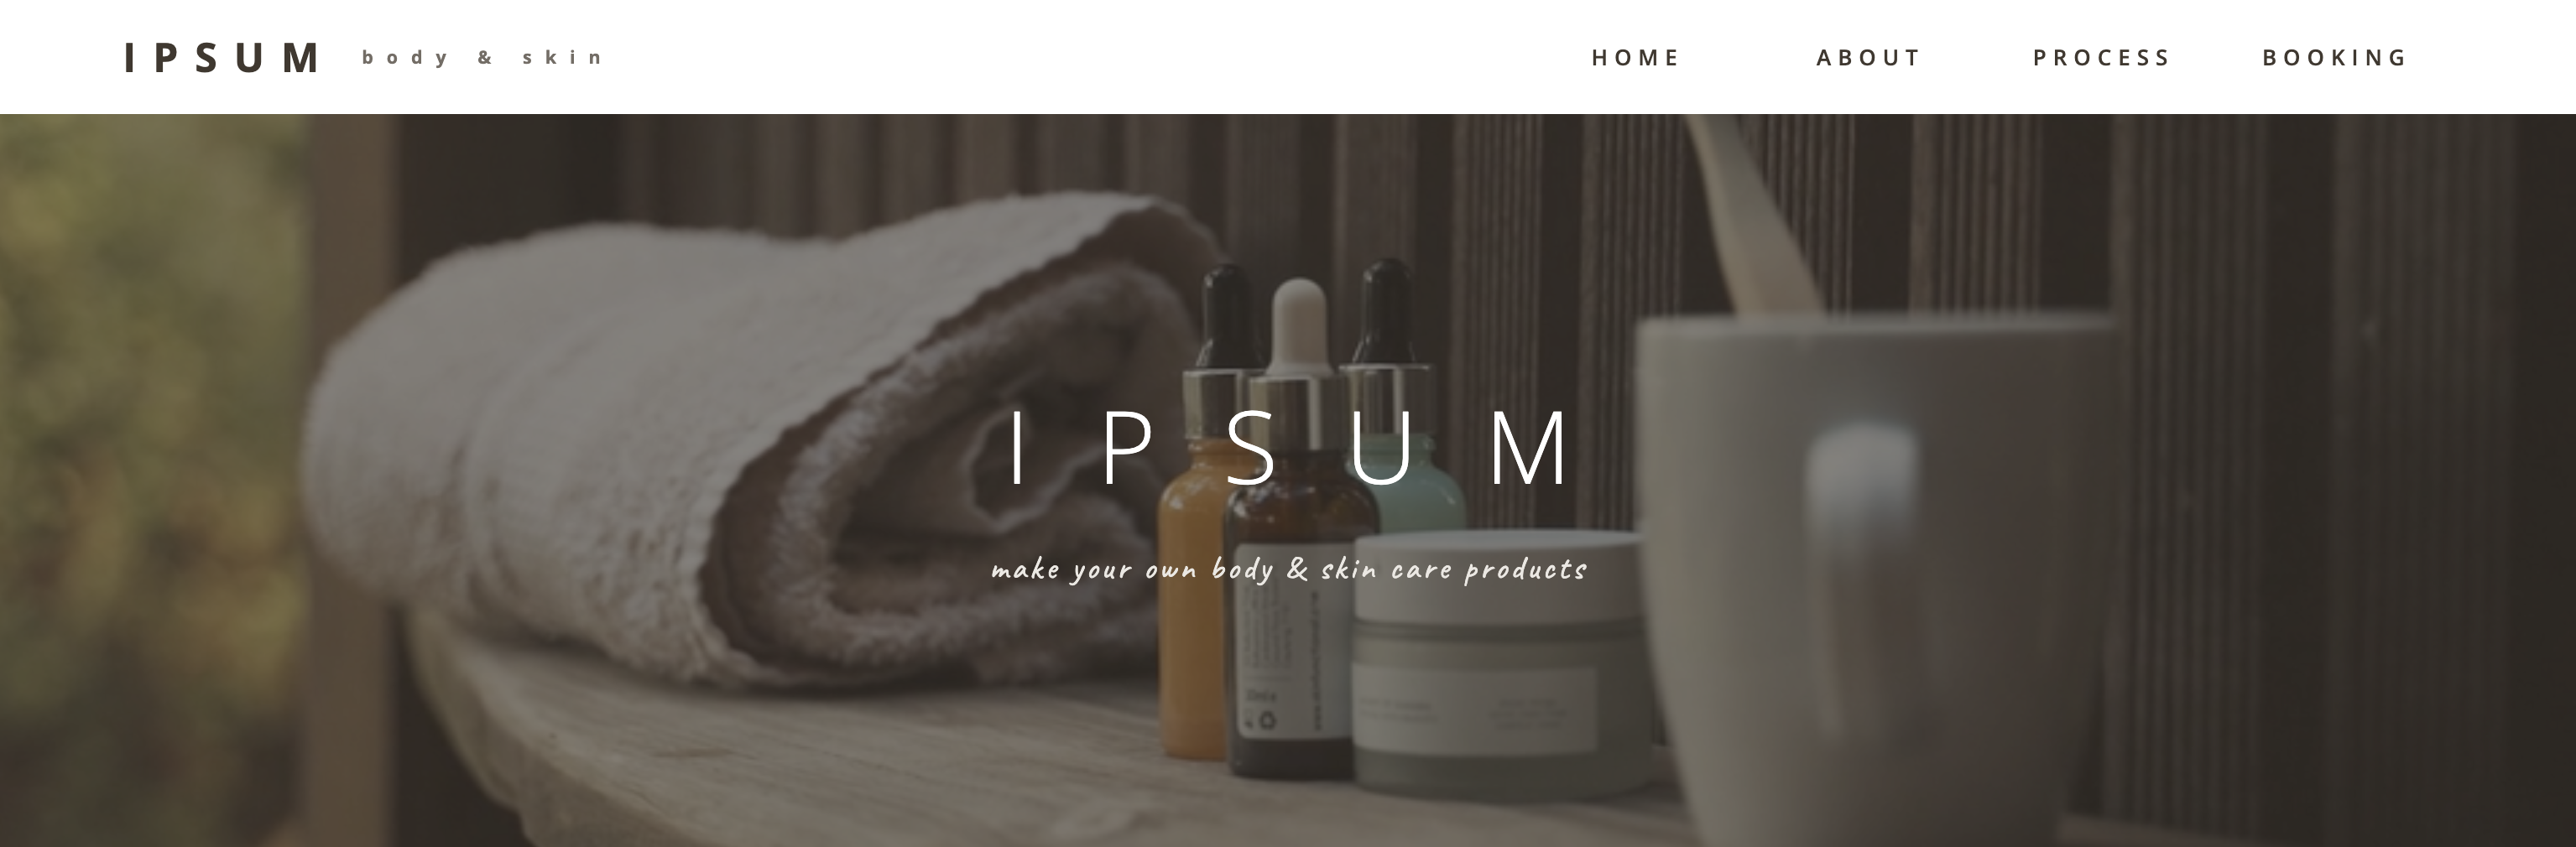 IPSUM body & skin HOME ABOUT PROCESS BOOKING
IPSUM
make your own body & skin care products